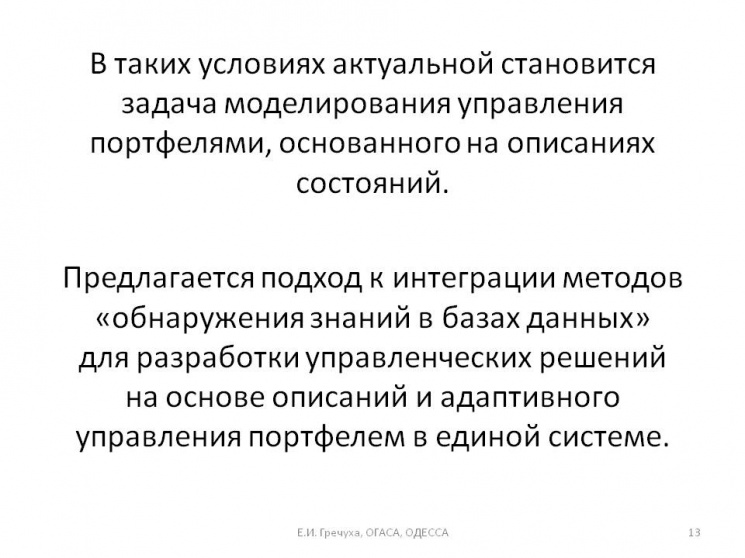 В таких условиях актуальной становится
задача моделирования управления
портфелями, основанного на описаниях
состояний.
Предлагается подход к интеграции методов
«обнаружения знаний в базах данных»
для разработки управленческих решений
на основе описаний и адаптивного
управления портфелем в единой системе.
Е.И. Гречуха, ОГАСА, ОДЕССА
13